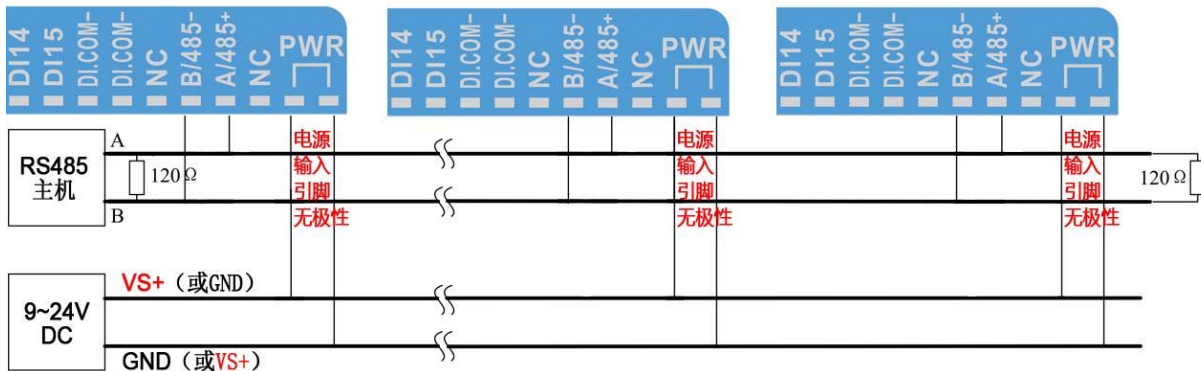 DI14 DI15 DI.COM- DI.COM- NC B/485- A/485+ NC PWR
DI14 DI15 DI.COM- DI.COM- NC B/485- A/485+ NC PWR
DI14 DI15 DI.COM- DI.COM- NC B/485- A/485+ NC PWR
RS485
主机
A
120Ω
B
电源
输入
引脚
无极性
电源
输入
引脚
无极性
电源
输入
引脚
无极性
120Ω
9~24V
DC
VS+（或GND）
GND（或VS+）